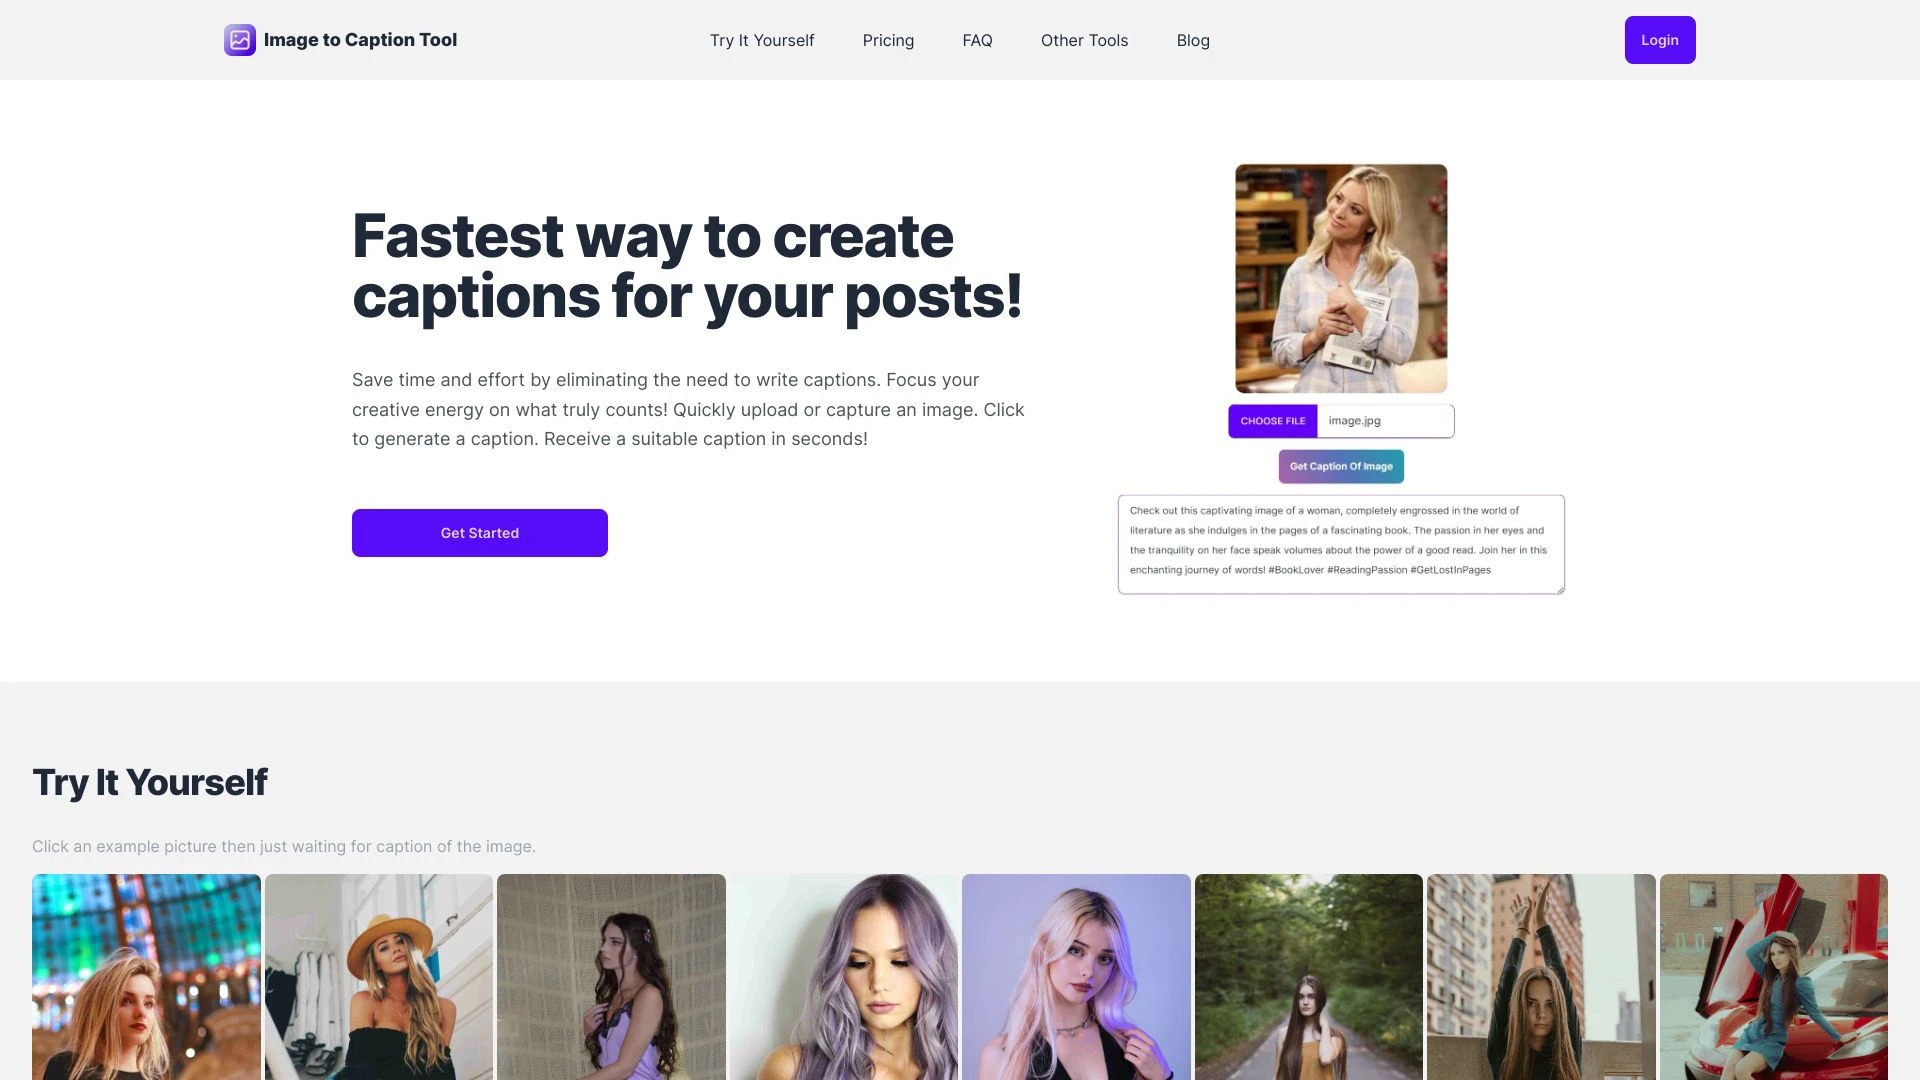 Image to Caption Tool
Try It Yourself
Pricing
FAQ
Other Tools
Blog
Login
Fastest way to create
captions for your posts!
Save time and effort by eliminating the need to write captions. Focus your
creative energy on what truly counts! Quickly upload or capture an image. Click
to generate a caption. Receive a suitable caption in seconds!
Get Started
CHOOSE FILE
image.jpg
Get Caption Of Image
Check out this captivating image of a woman, completely engrossed in the world of
literature as she indulges in the pages of a fascinating book. The passion in her eyes and
the tranquility on her face speak volumes about the power of a good read. Join her in this
enchanting journey of words! #BookLover #ReadingPassion #GetLostInPages
Try It Yourself
Click an example picture then just waiting for caption of the image.